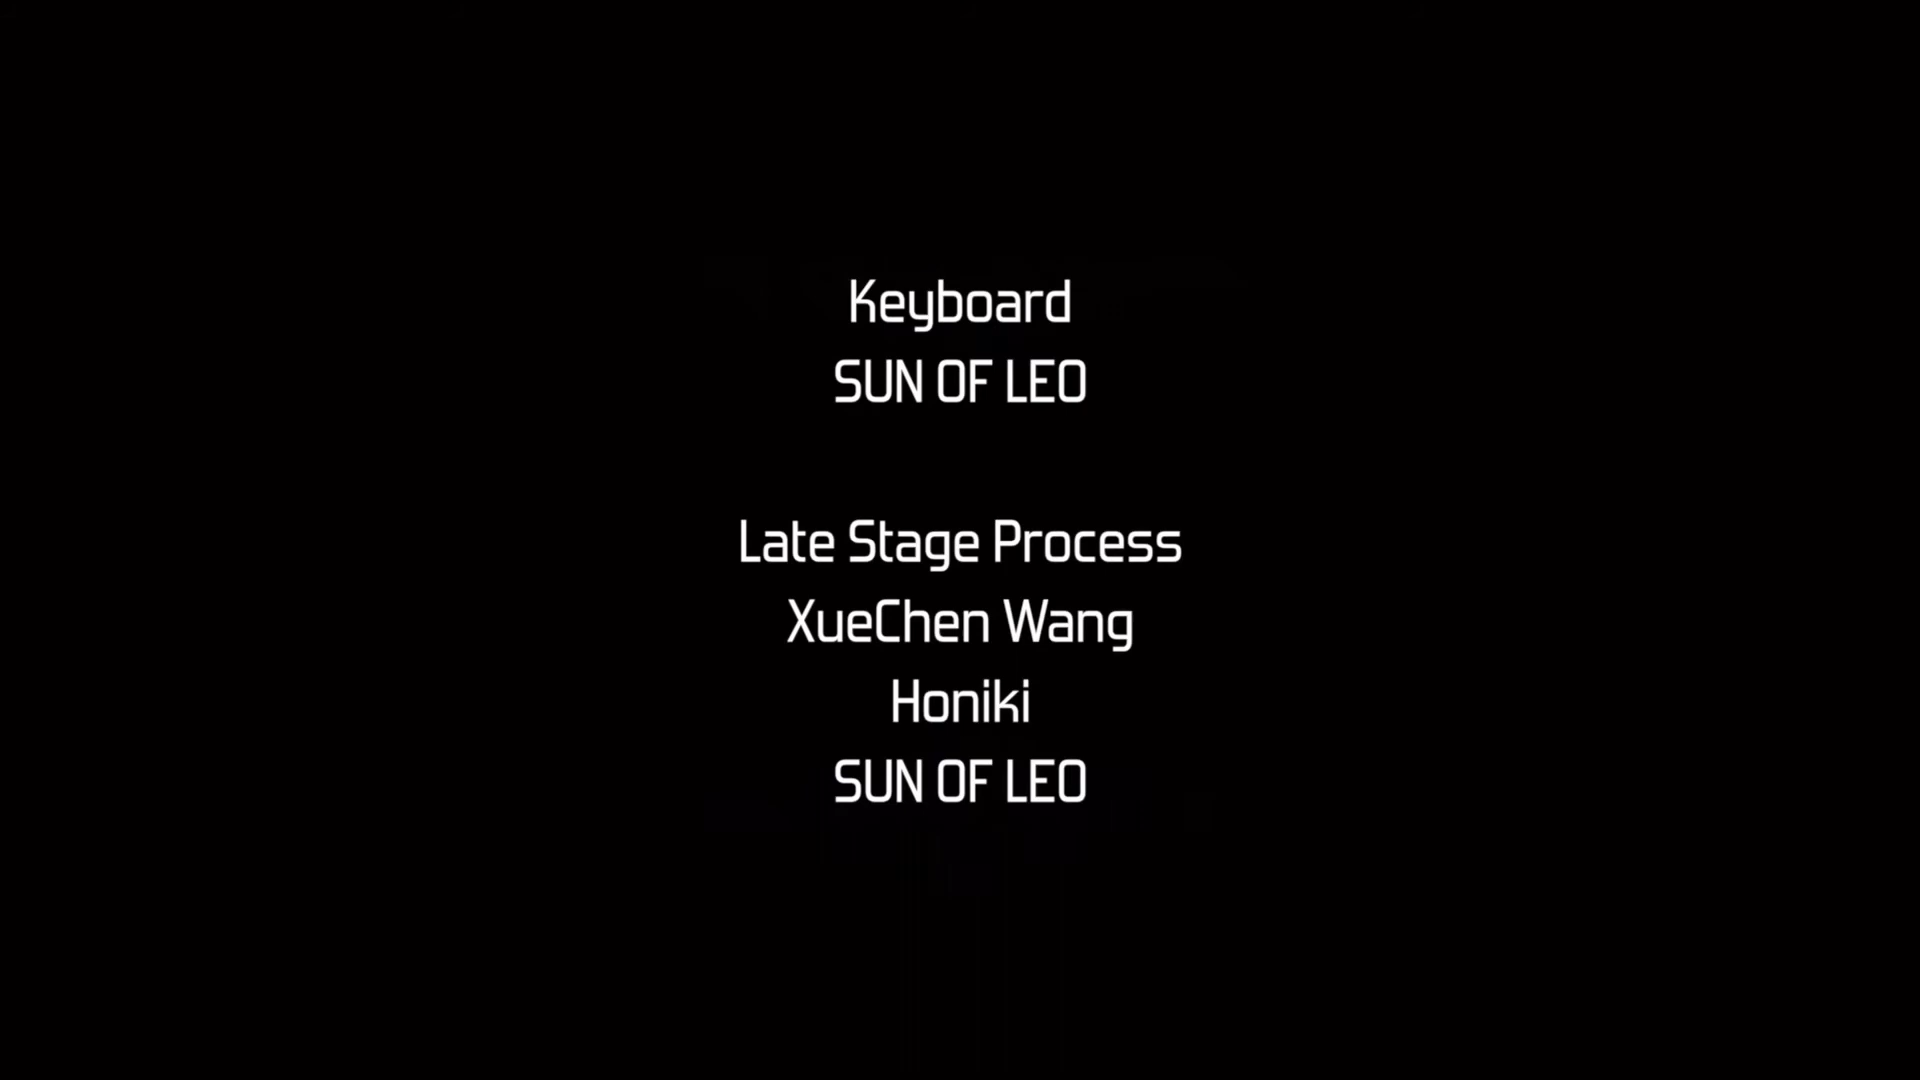 Keyboard
SUN OF LEO
Late Stage Process
XueChen Wang
Honiki
SUN OF LEO